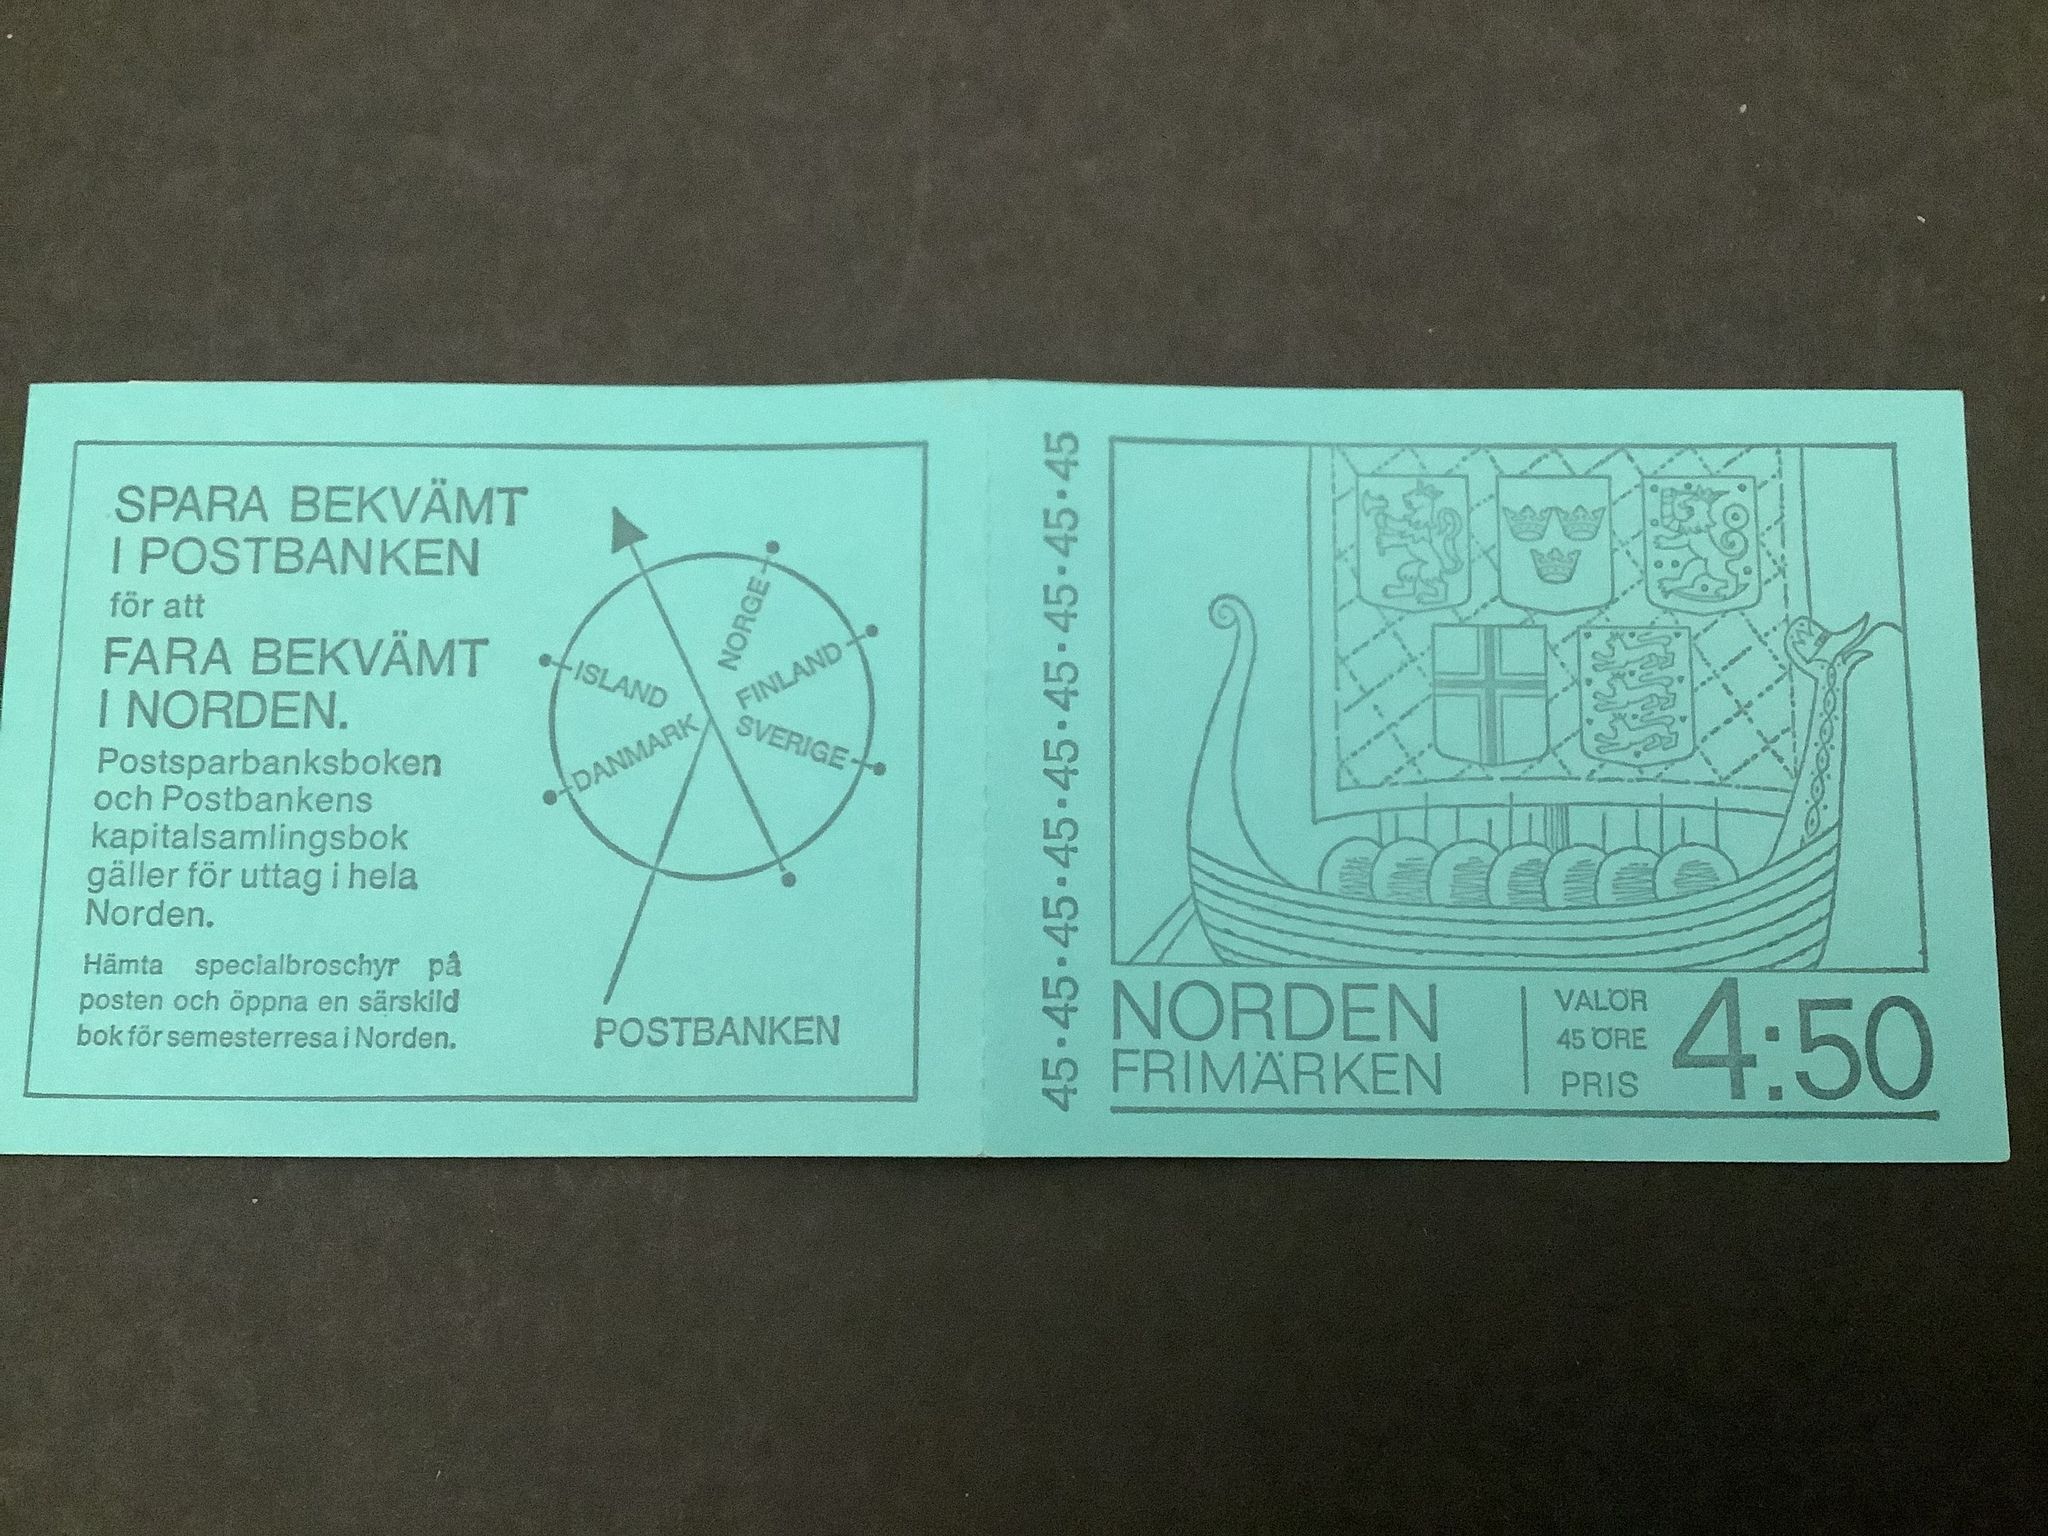 SPARA BEKVÄMT
I POSTBANKEN
för att
FARA BEKVÄMT
I NORDEN.
Postsparbanksboken
och Postbankens
kapitalsamlingsbok
gäller för uttag i hela
Norden.
Hämta specialbroschyr på
posten och öppna en särskild
bok för semesterresa i Norden.
NORGE
FINLAND
ISLAND
SVERIGE
DANMARK
POSTBANKEN
45·45·45·45·45·45·45·45·45
NORDEN
FRIMÄRKEN
VALÖR
45 ÖRE
PRIS
4:50